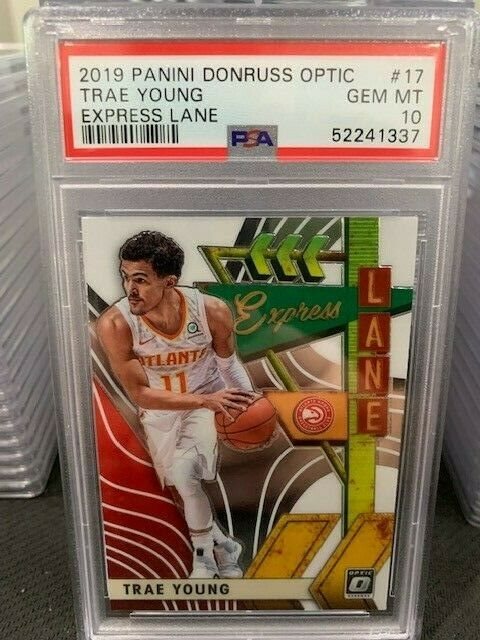 2019 PANINI DONRUSS OPTIC #17
TRAE YOUNG GEM MT
EXPRESS LANE 10
PSA 52241337
Express
LANE
ATLANTA
11
TRAE YOUNG
OPTIC